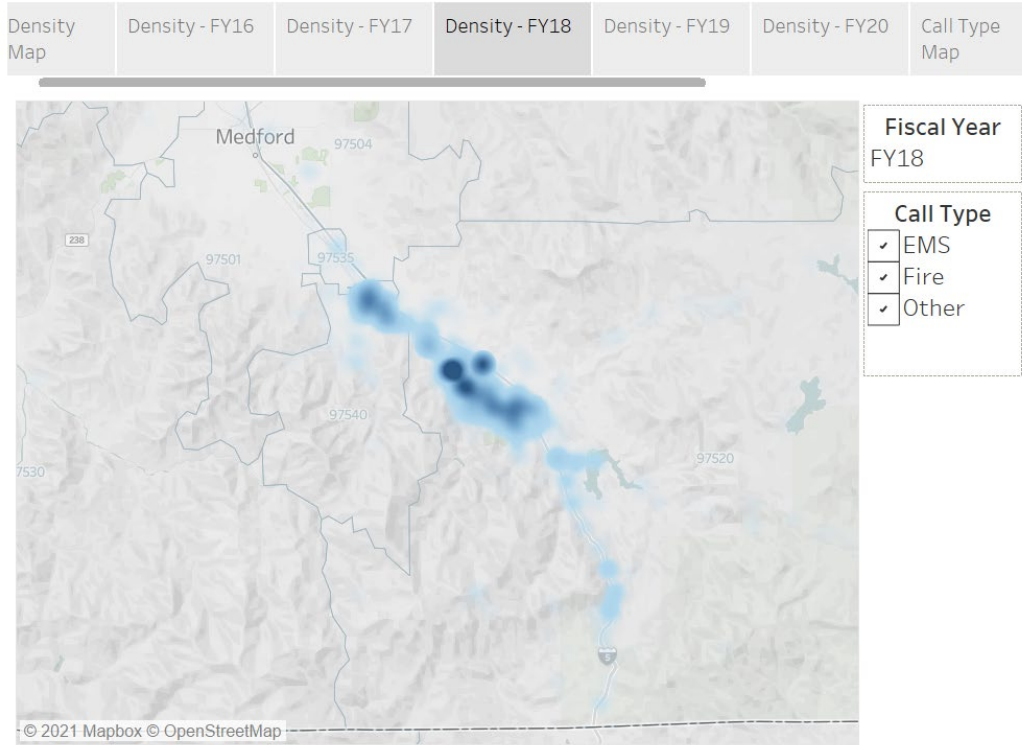 Density
Map
Density - FY16
Density - FY17
Density - FY18
Density - FY19
Density - FY20
Call Type
Map
Fiscal Year
FY18
Call Type
EMS
Fire
Other
Medford
97504
238
97501
97535
97540
97520
7530
5
© 2021 Mapbox © OpenStreetMap